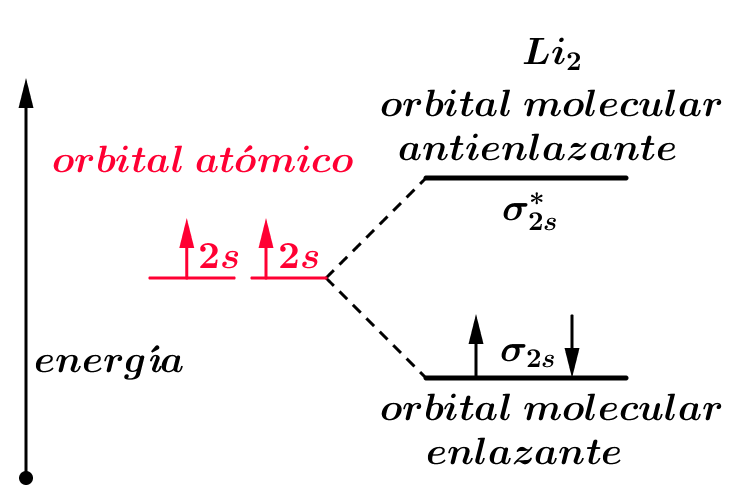 Li₂
orbital molecular
antienlazante
orbital atómico
σ*₂ₛ
2s 2s
energía
σ₂ₛ
orbital molecular
enlazante